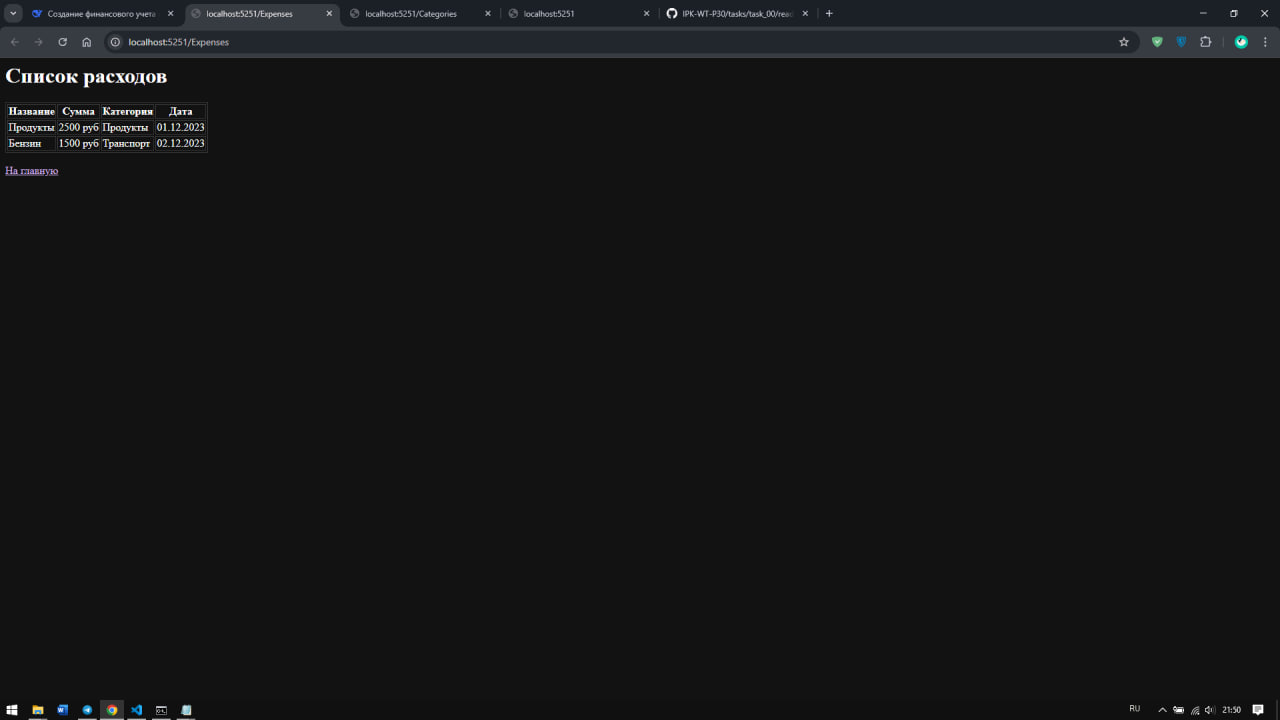 Создание финансового учета
localhost:5251/Expenses
localhost:5251/Categories
localhost:5251
IPK-WT-P30/tasks/task_00/read
localhost:5251/Expenses
Список расходов
Название Сумма Категория Дата
Продукты 2500 руб Продукты 01.12.2023
Бензин 1500 руб Транспорт 02.12.2023
На главную
RU 21:50